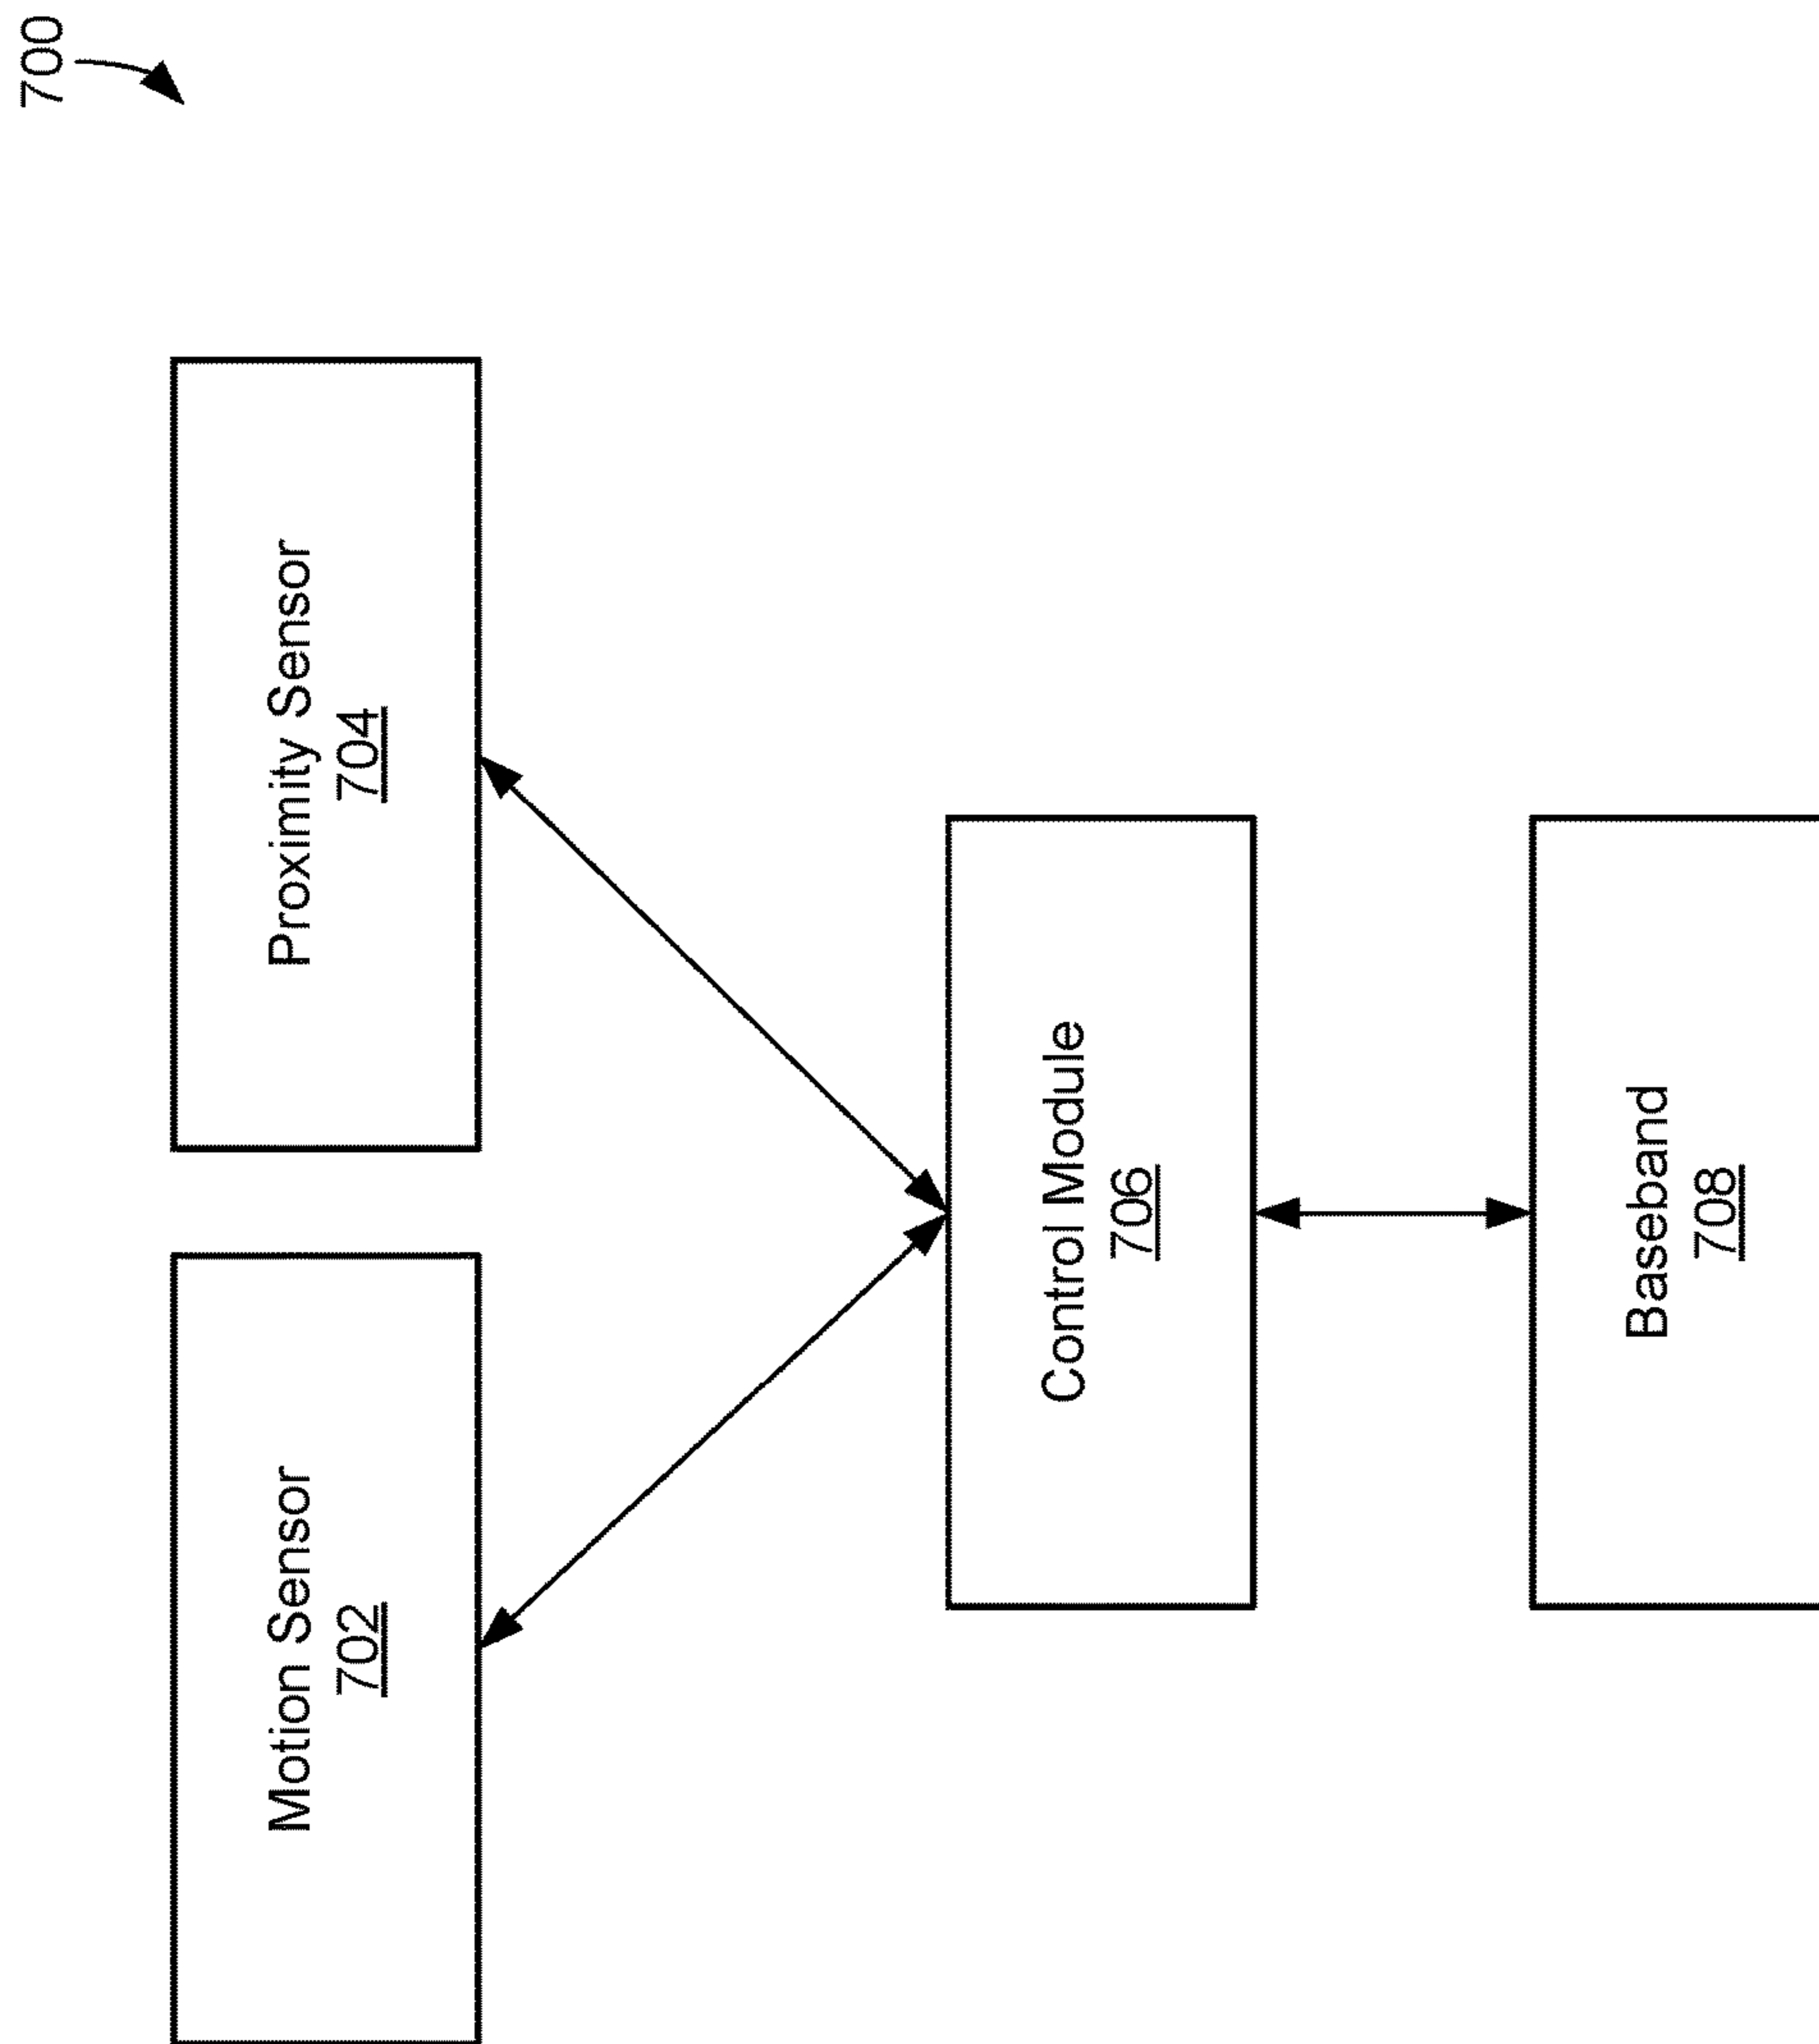 700
Motion Sensor
702
Proximity Sensor
704
Control Module
706
Baseband
708